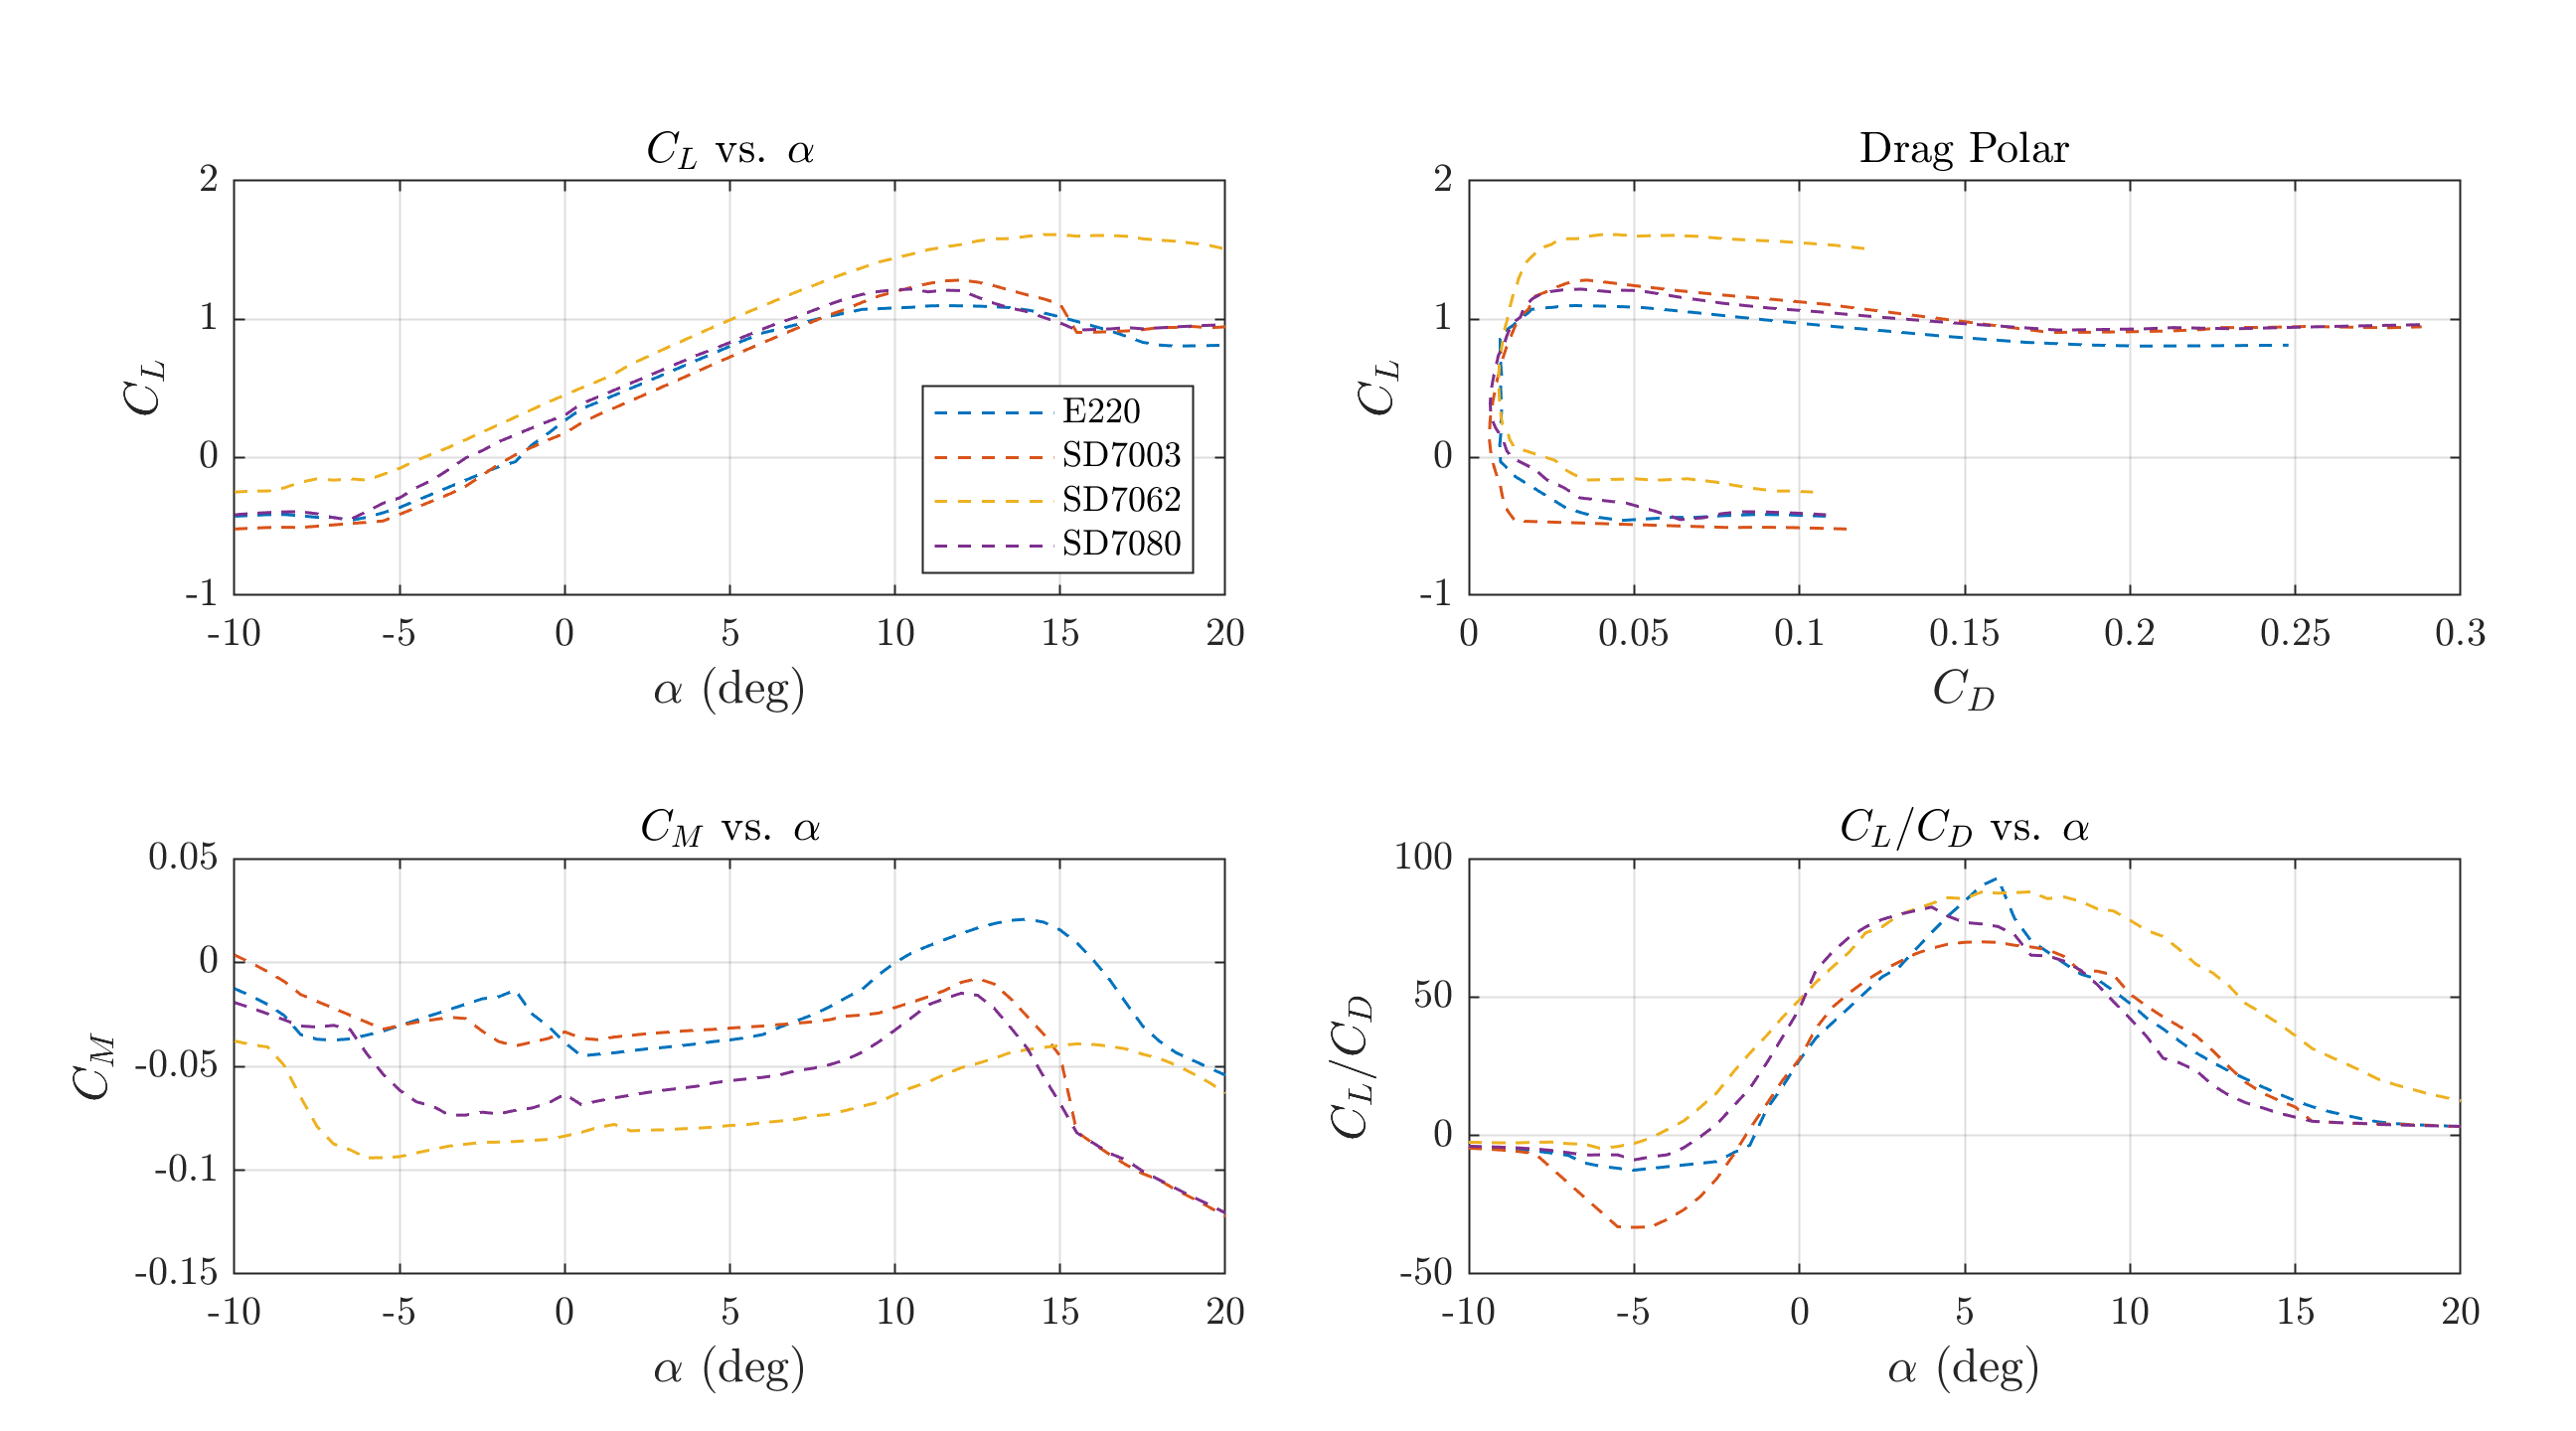 C_L vs. α
2
1
0
-1
C_L
-10 -5 0 5 10 15 20
α (deg)
E220
SD7003
SD7062
SD7080
Drag Polar
2
1
0
-1
C_L
0 0.05 0.1 0.15 0.2 0.25 0.3
C_D
C_M vs. α
0.05
0
-0.05
-0.1
-0.15
C_M
-10 -5 0 5 10 15 20
α (deg)
C_L/C_D vs. α
100
50
0
-50
C_L/C_D
-10 -5 0 5 10 15 20
α (deg)